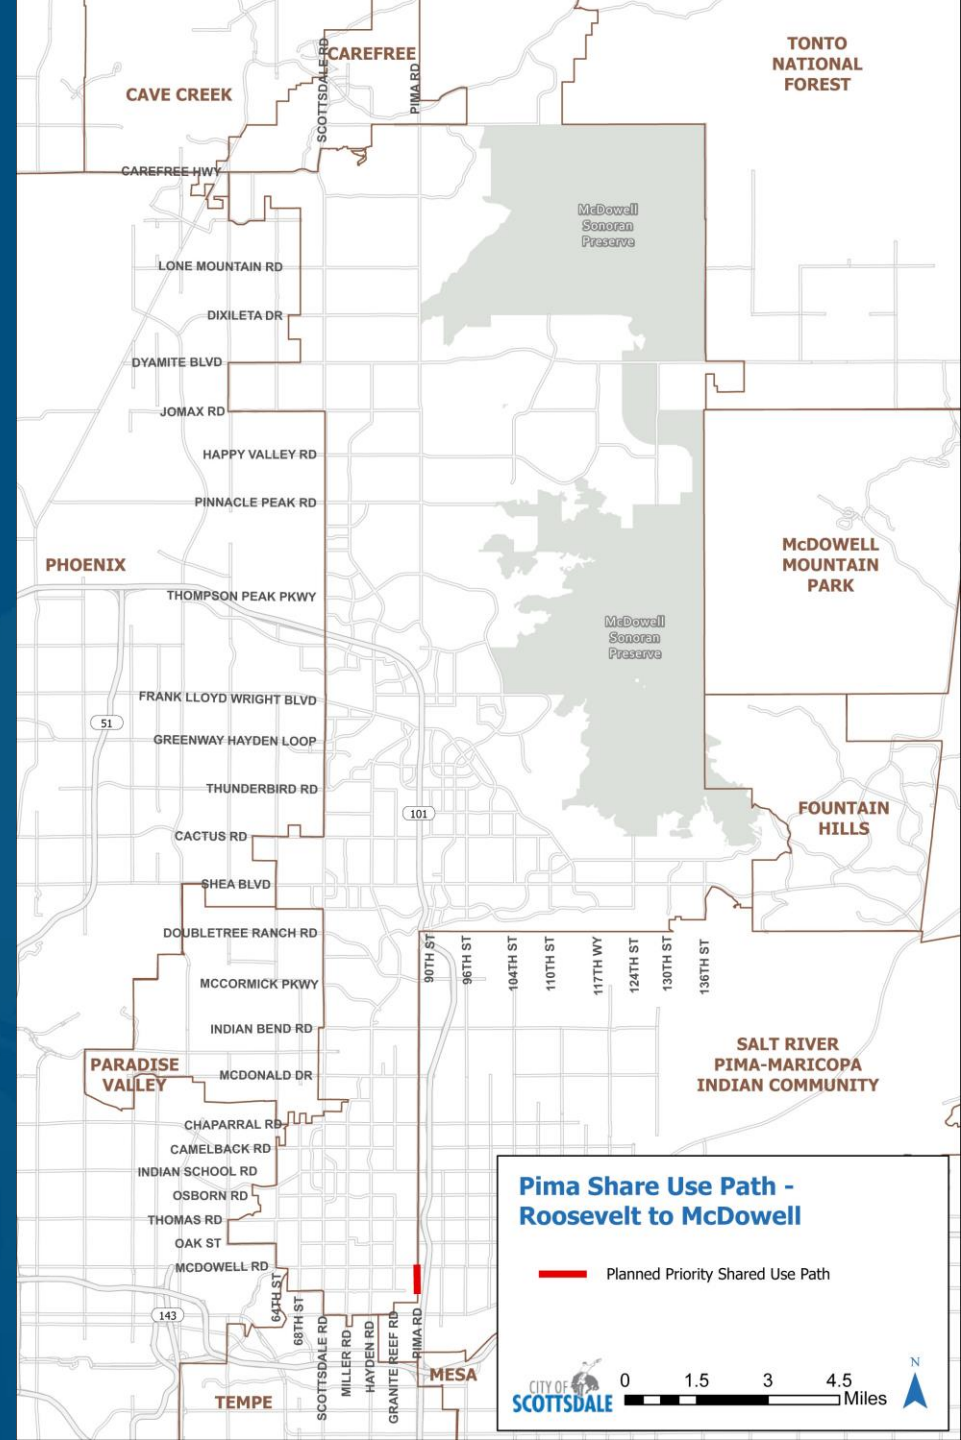 CAREFREE
TONTO
NATIONAL
FOREST
CAVE CREEK
SCOTTSDALE RD
PIMA RD
CAREFREE HWY
McDowell
Sonoran
Preserve
LONE MOUNTAIN RD
DIXILETA DR
DYAMITE BLVD
JOMAX RD
HAPPY VALLEY RD
PINNACLE PEAK RD
PHOENIX
McDOWELL
MOUNTAIN
PARK
THOMPSON PEAK PKWY
McDowell
Sonoran
Preserve
FRANK LLOYD WRIGHT BLVD
51
GREENWAY HAYDEN LOOP
THUNDERBIRD RD
101
FOUNTAIN
HILLS
CACTUS RD
SHEA BLVD
DOUBLETREE RANCH RD
90TH ST
96TH ST
104TH ST
110TH ST
117TH WY
124TH ST
130TH ST
136TH ST
MCCORMICK PKWY
INDIAN BEND RD
SALT RIVER
PIMA-MARICOPA
INDIAN COMMUNITY
PARADISE
VALLEY
MCDONALD DR
CHAPARRAL RD
CAMELBACK RD
INDIAN SCHOOL RD
OSBORN RD
THOMAS RD
OAK ST
MCDOWELL RD
143
64TH ST
68TH ST
SCOTTSDALE RD
MILLER RD
HAYDEN RD
GRANITE REEF RD
PIMA RD
TEMPE
MESA
Pima Share Use Path -
Roosevelt to McDowell
Planned Priority Shared Use Path
CITY OF
SCOTTSDALE
0 1.5 3 4.5
Miles
N